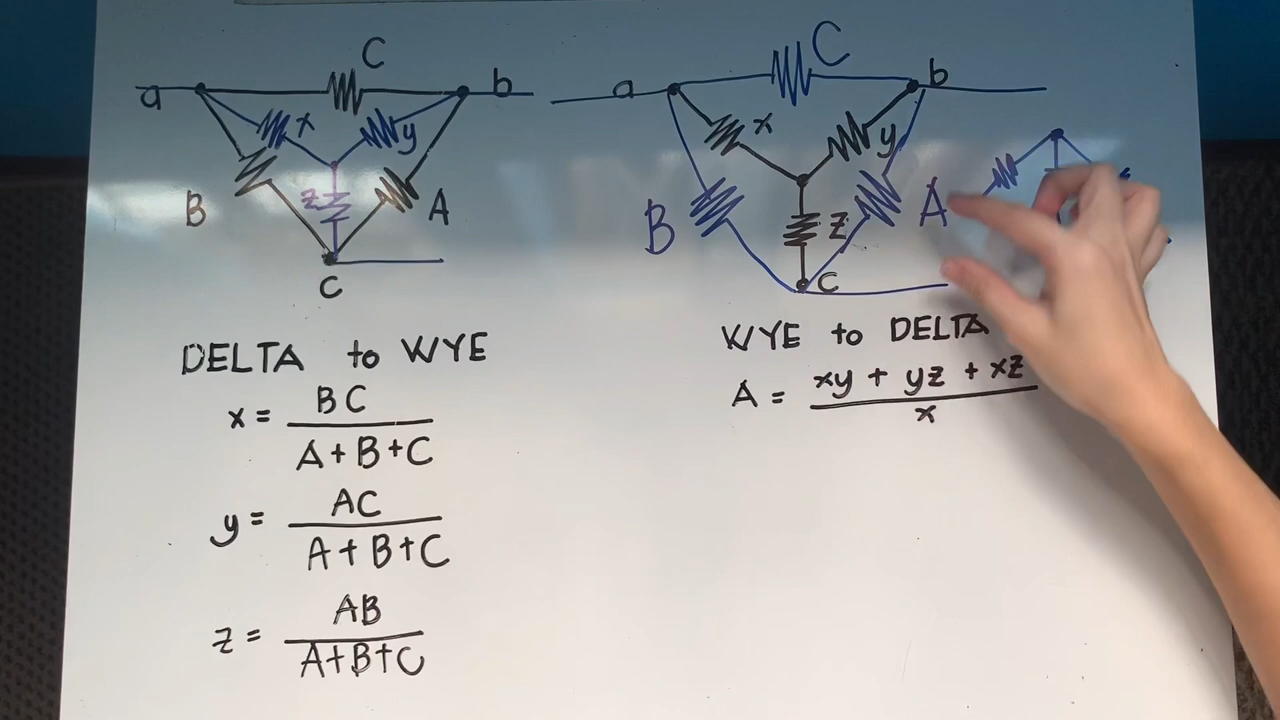 C
a
b
x
y
z
B
A
c
DELTA to WYE
x = BC
A+B+C
y = AC
A+B+C
z = AB
A+B+C
C
a
b
x
y
B
z
A
c
WYE to DELTA
A = xy + yz + xz
x